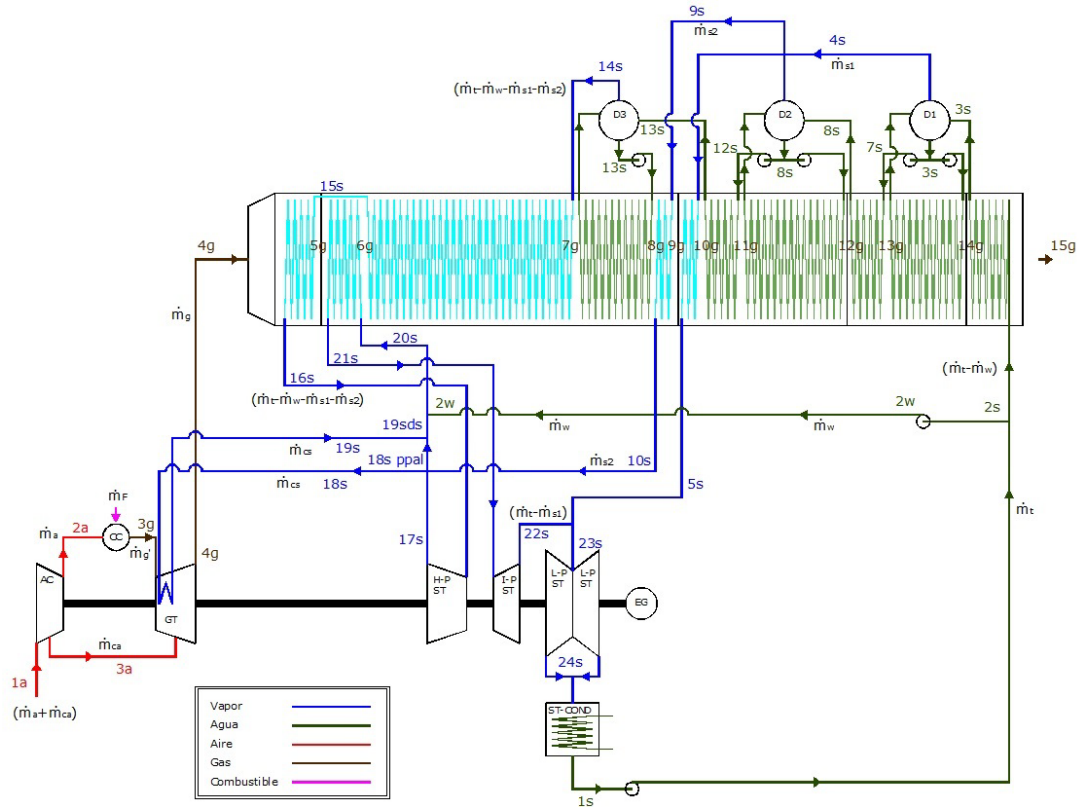 9s
ṁs2
4s
ṁs1
14s
(ṁt-ṁw-ṁs1-ṁs2)
D3
D2
D1
3s
13s
8s
12s
7s
13s
8s
3s
15s
4g
5g
6g
7g
8g
9g
10g
11g
12g
13g
14g
15g
ṁg
20s
21s
16s
(ṁt-ṁw-ṁs1-ṁs2)
(ṁt-ṁw)
2w
2w
2s
ṁw
ṁw
19sds
ṁcs
19s
18s ppal
ṁs2
10s
ṁcs
18s
5s
ṁF
(ṁt-ṁs1)
ṁt
ṁa
2a
CC
3g
ṁg'
4g
17s
22s
23s
AC
GT
H-P
ST
I-P
ST
L-P
ST
L-P
ST
EG
ṁca
3a
1a
(ṁa+ṁca)
24s
ST-COND
1s
Vapor
Agua
Aire
Gas
Combustible